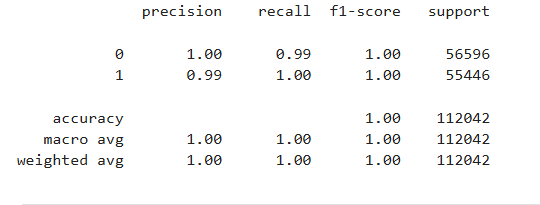 precision recall f1-score support
0 1.00 0.99 1.00 56596
1 0.99 1.00 1.00 55446
accuracy 1.00 112042
macro avg 1.00 1.00 1.00 112042
weighted avg 1.00 1.00 1.00 112042